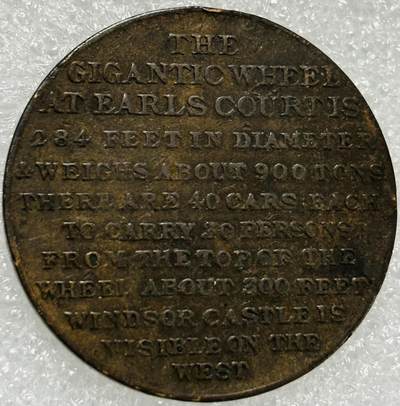 THE
GIGANTIC WHEEL
AT EARLS COURT IS
284 FEET IN DIAMETER
& WEIGHS ABOUT 900 TONS
THERE ARE 40 CARS EACH
TO CARRY 30 PERSONS
FROM THE TOP OF THE
WHEEL ABOUT 300 FEET
WINDSOR CASTLE IS
VISIBLE ON THE
WEST